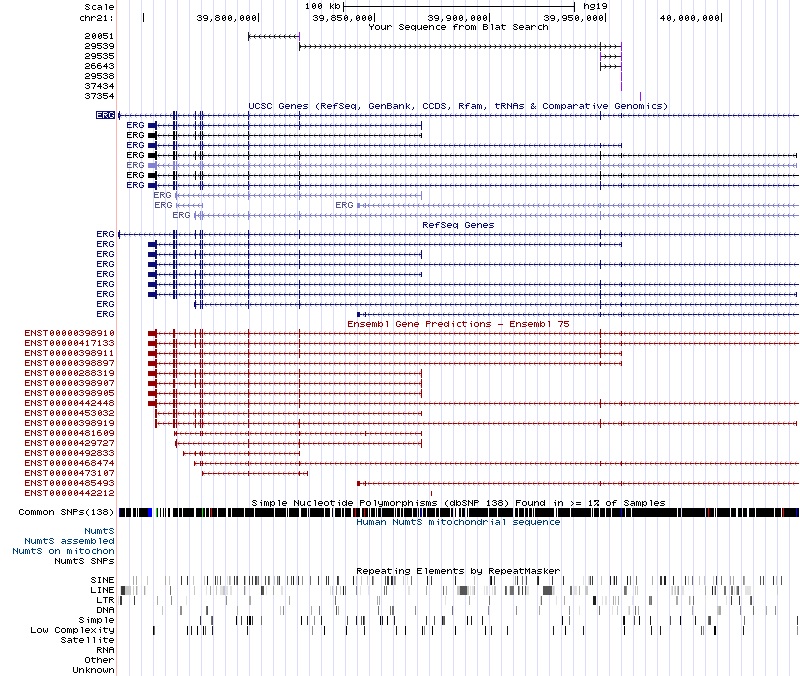 Scale 100 kb hg19
chr21: 39,800,000 39,850,000 39,900,000 39,950,000 40,000,000
Your Sequence from Blat Search
20051
29539
29535
26643
29538
37434
37354
UCSC Genes (RefSeq, GenBank, CCDS, Rfam, tRNAs & Comparative Genomics)
ERG
ERG
ERG
ERG
ERG
ERG
ERG
ERG
ERG
ERG ERG
ERG
RefSeq Genes
ERG
ERG
ERG
ERG
ERG
ERG
ERG
ERG
ERG
Ensembl Gene Predictions - Ensembl 75
ENST00000398910
ENST00000417133
ENST00000398911
ENST00000398897
ENST00000288319
ENST00000398907
ENST00000398905
ENST00000442448
ENST00000453032
ENST00000398919
ENST00000481609
ENST00000429727
ENST00000492833
ENST00000468474
ENST00000473107
ENST00000485493
ENST00000442212
Simple Nucleotide Polymorphisms (dbSNP 138) Found in >= 1% of Samples
Common SNPs(138)
Human NumtS mitochondrial sequence
NumtS
NumtS assembled
NumtS on mitochon
NumtS SNPs
Repeating Elements by RepeatMasker
SINE
LINE
LTR
DNA
Simple
Low Complexity
Satellite
RNA
Other
Unknown